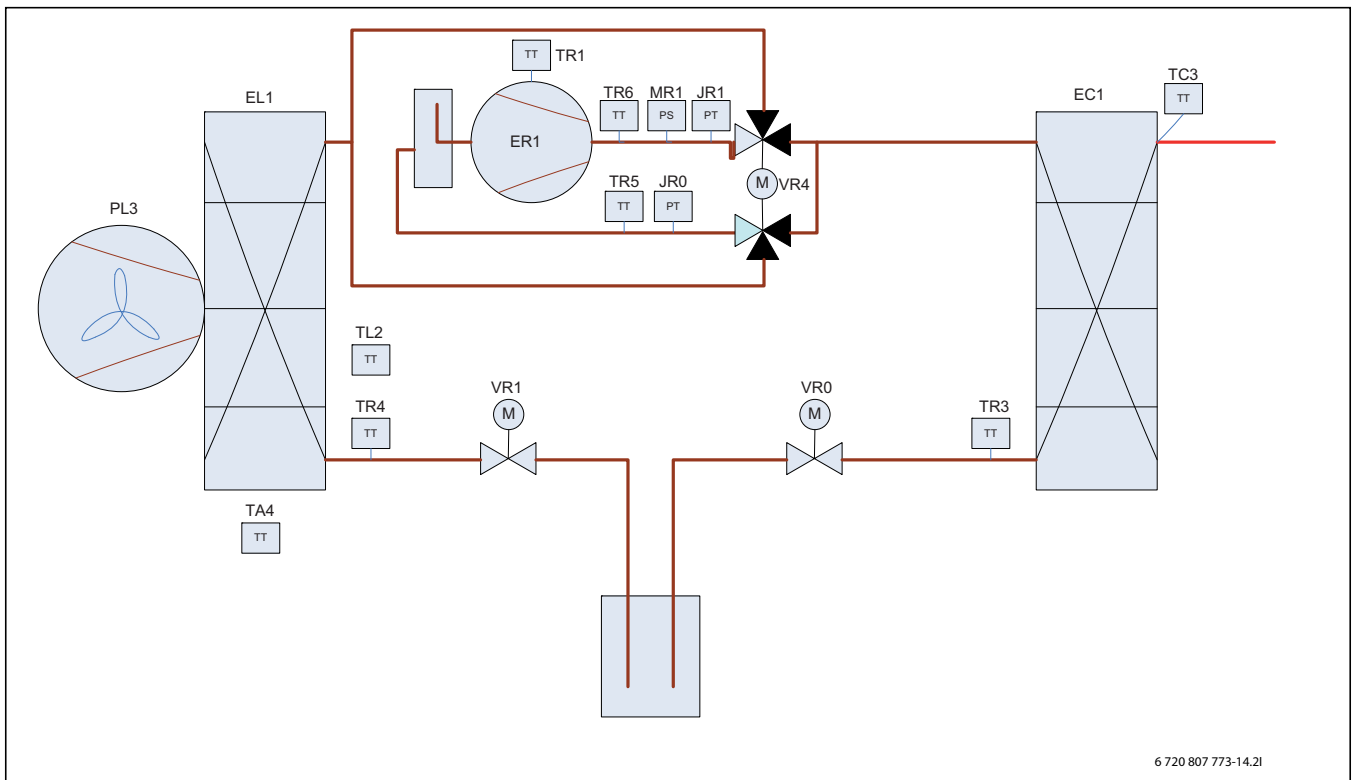 TT TR1
TC3
TR6 MR1 JR1
EL1
EC1
TT
TT PS PT
ER1
TR5 JR0
M VR4
TT PT
PL3
TL2
TT
VR1
VR0
TR4
M
M
TR3
TT
TT
TA4
TT
6 720 807 773-14.2I